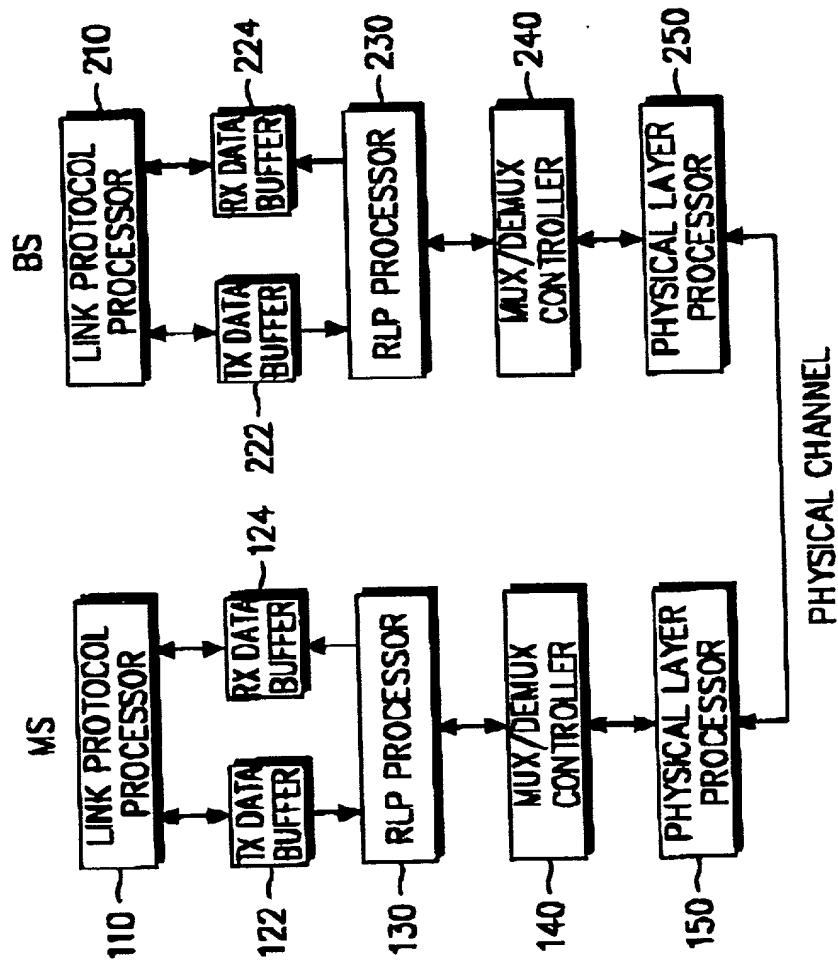 MS
110
LINK PROTOCOL
PROCESSOR
122
TX DATA
BUFFER
RX DATA
BUFFER
124
130
RLP PROCESSOR
140
MUX/DEMUX
CONTROLLER
150
PHYSICAL LAYER
PROCESSOR
BS
LINK PROTOCOL
PROCESSOR
210
222
TX DATA
BUFFER
RX DATA
BUFFER
224
RLP PROCESSOR
230
MUX/DEMUX
CONTROLLER
240
PHYSICAL LAYER
PROCESSOR
250
PHYSICAL CHANNEL